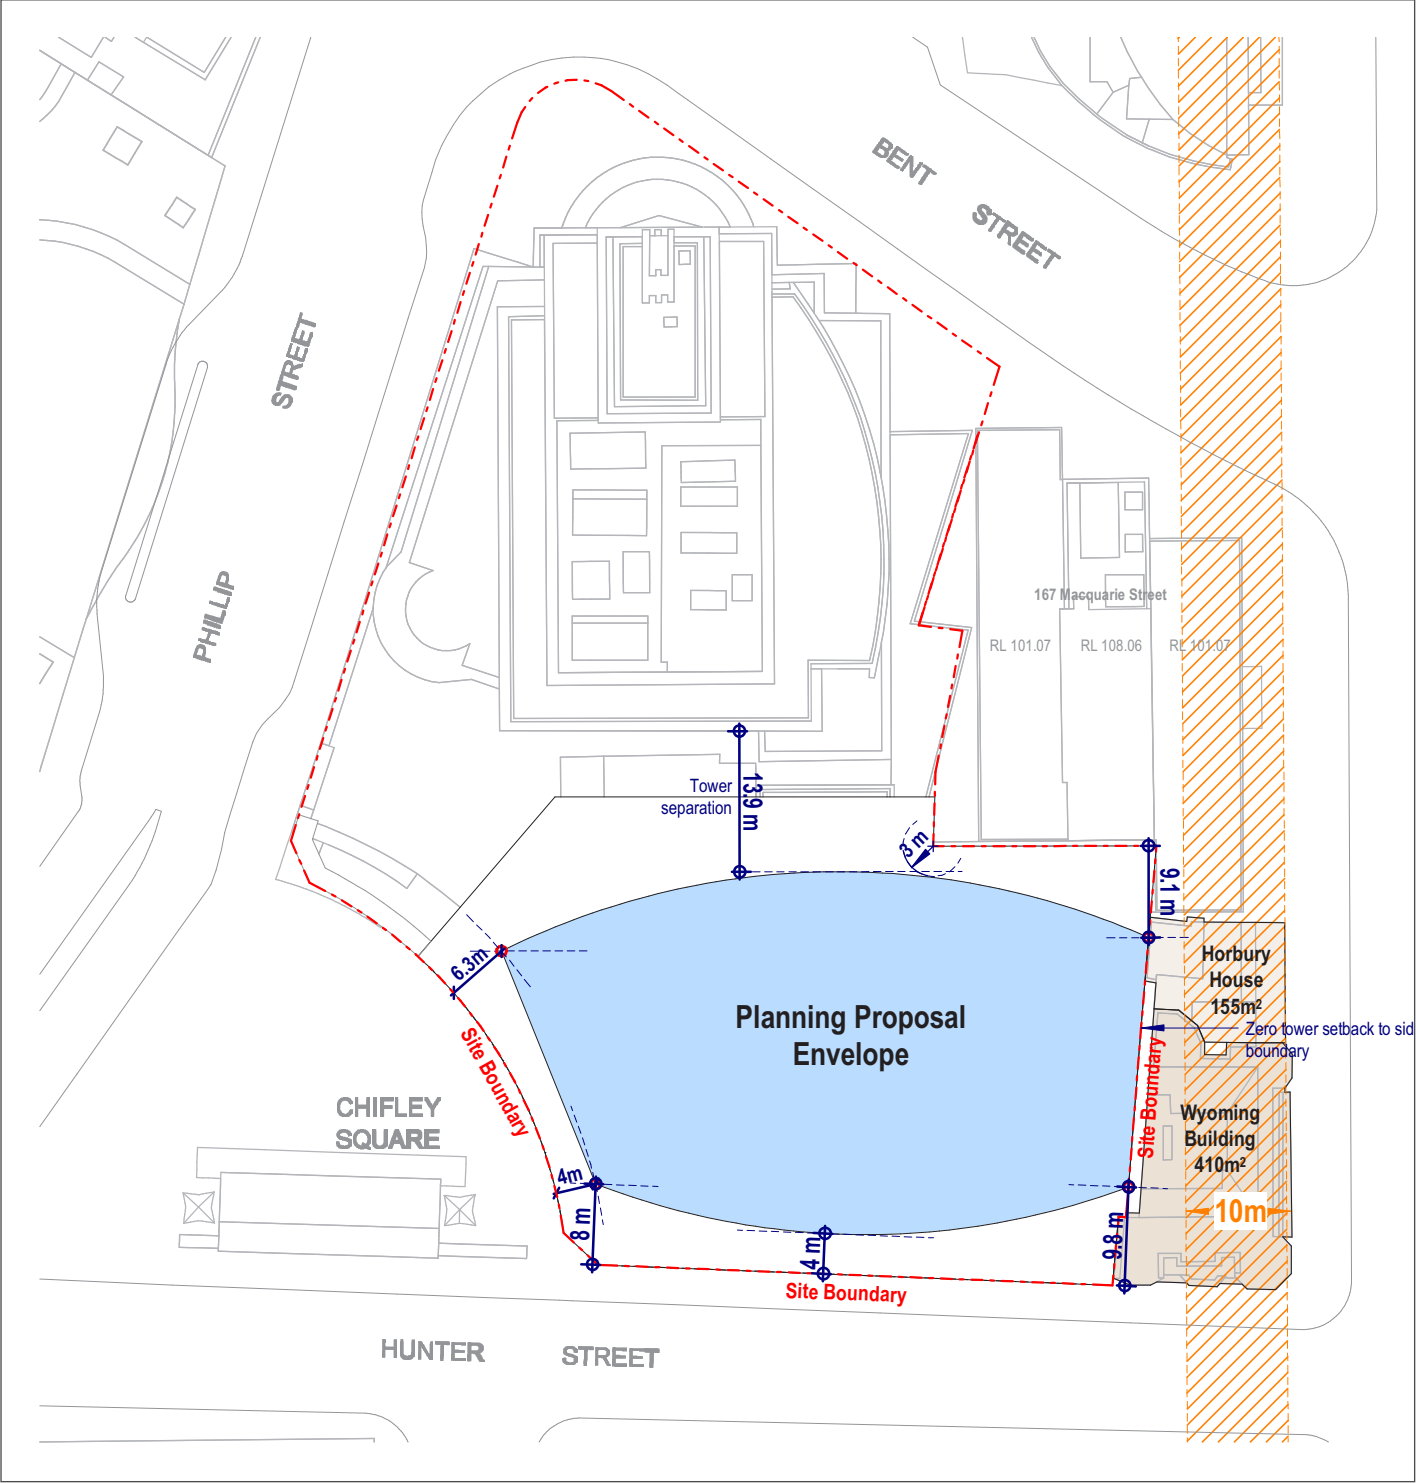 BENT
STREET
STREET
PHILLIP
167 Macquarie Street
RL 101.07
RL 108.06
RL 101.07
Tower
separation
13.9 m
3 m
9.1 m
6.3m
Horbury
House
155m²
Planning Proposal
Envelope
Zero tower setback to sid
boundary
Site Boundary
Site Boundary
CHIFLEY
SQUARE
Wyoming
Building
410m²
4m
8 m
4 m
9.8 m
10m
Site Boundary
HUNTER STREET